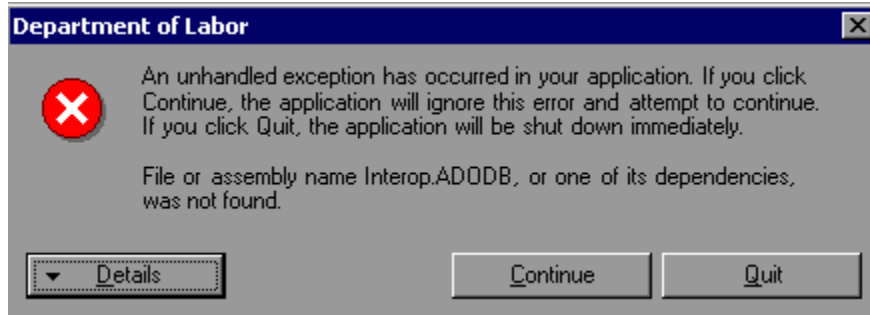 Department of Labor
An unhandled exception has occurred in your application. If you click
Continue, the application will ignore this error and attempt to continue.
If you click Quit, the application will be shut down immediately.
File or assembly name Interop.ADODB, or one of its dependencies,
was not found.
Details
Continue
Quit